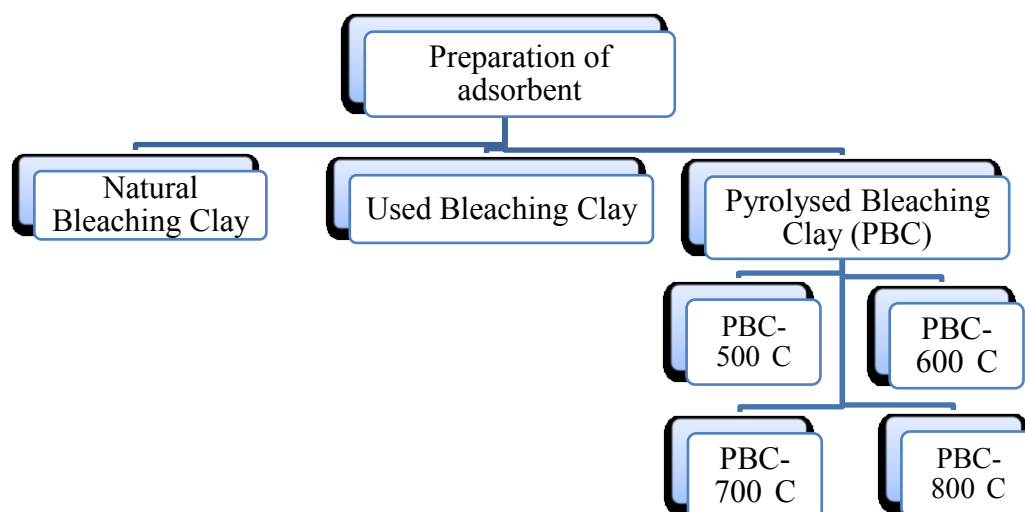 Preparation of
adsorbent
Natural
Bleaching Clay
Used Bleaching Clay
Pyrolysed Bleaching
Clay (PBC)
PBC-
500 C
PBC-
600 C
PBC-
700 C
PBC-
800 C